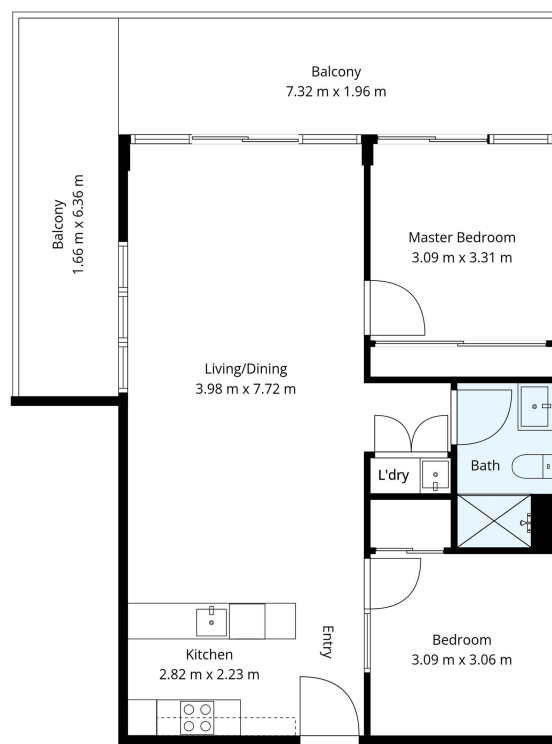 Balcony
7.32 m x 1.96 m
Balcony
1.66 m x 6.36 m
Master Bedroom
3.09 m x 3.31 m
Living/Dining
3.98 m x 7.72 m
L'dry
Bath
Entry
Kitchen
2.82 m x 2.23 m
Bedroom
3.09 m x 3.06 m